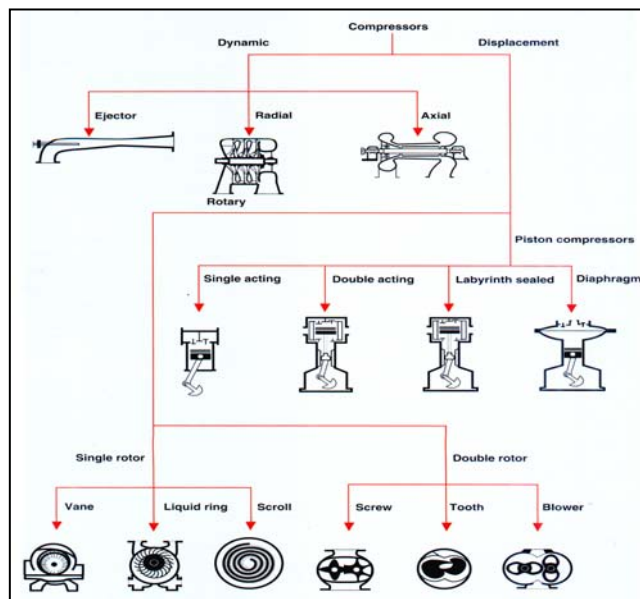 Compressors
Dynamic
Displacement
Ejector
Radial
Axial
Rotary
Piston compressors
Single acting
Double acting
Labyrinth sealed
Diaphragm
Single rotor
Double rotor
Vane
Liquid ring
Scroll
Screw
Tooth
Blower